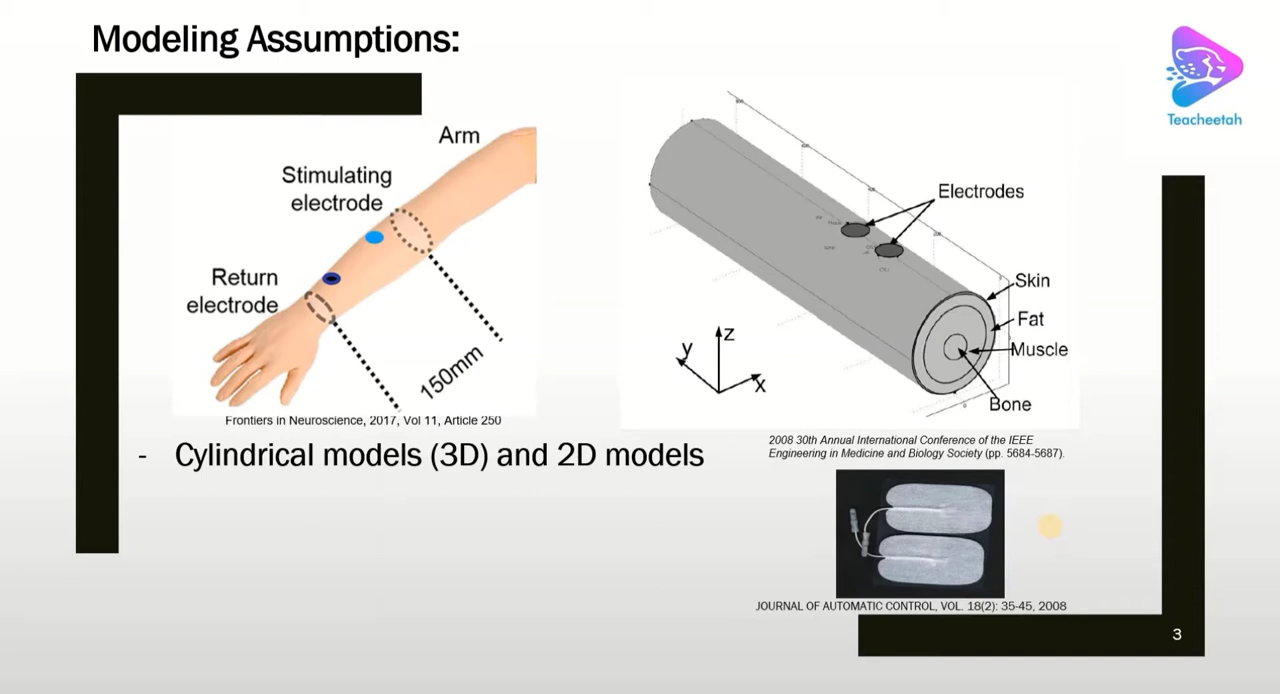 Modeling Assumptions:
Teacheetah
Arm
Stimulating
electrode
Return
electrode
150mm
Frontiers in Neuroscience, 2017, Vol 11, Article 250
Electrodes
Skin
Fat
Muscle
Bone
z
y
x
2008 30th Annual International Conference of the IEEE
Engineering in Medicine and Biology Society (pp. 5684-5687).
- Cylindrical models (3D) and 2D models
JOURNAL OF AUTOMATIC CONTROL, VOL. 18(2): 35-45, 2008
3